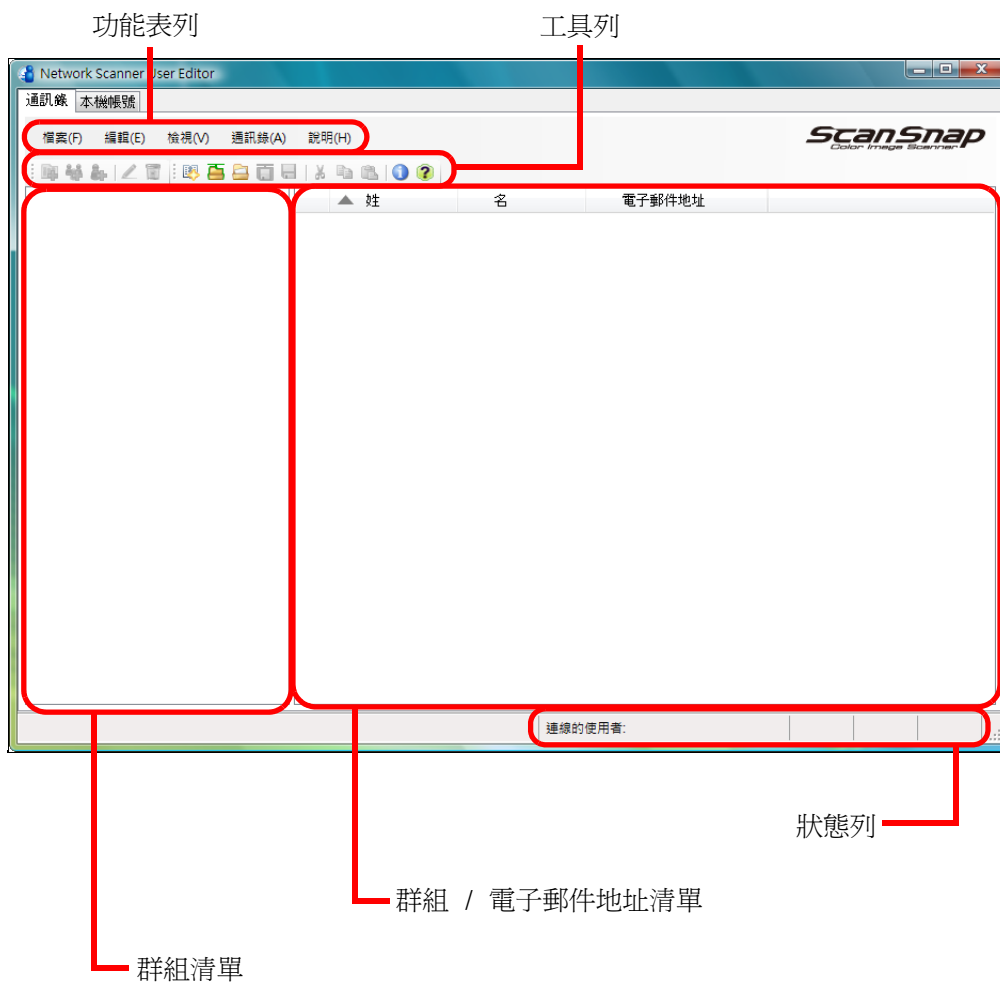 功能表列 工具列
Network Scanner User Editor
通訊錄 本機帳號
檔案(F) 編輯(E) 檢視(V) 通訊錄(A) 說明(H)
ScanSnap
Color Image Scanner
姓 名 電子郵件地址
連線的使用者:
狀態列
群組 / 電子郵件地址清單
群組清單